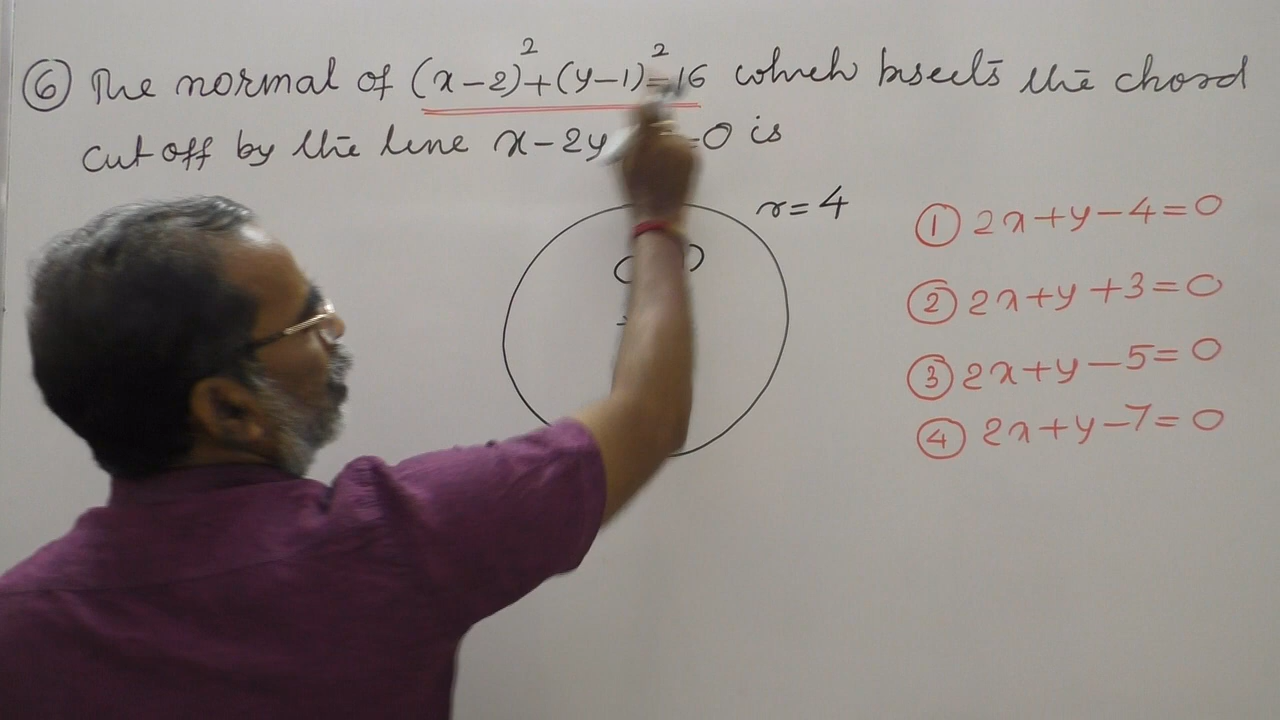 ⑥ The normal of (x-2)²+(y-1)²=16 which bisects the chord
cut off by the line x-2y =0 is
r=4
① 2x+y-4=0
② 2x+y+3=0
③ 2x+y-5=0
④ 2x+y-7=0